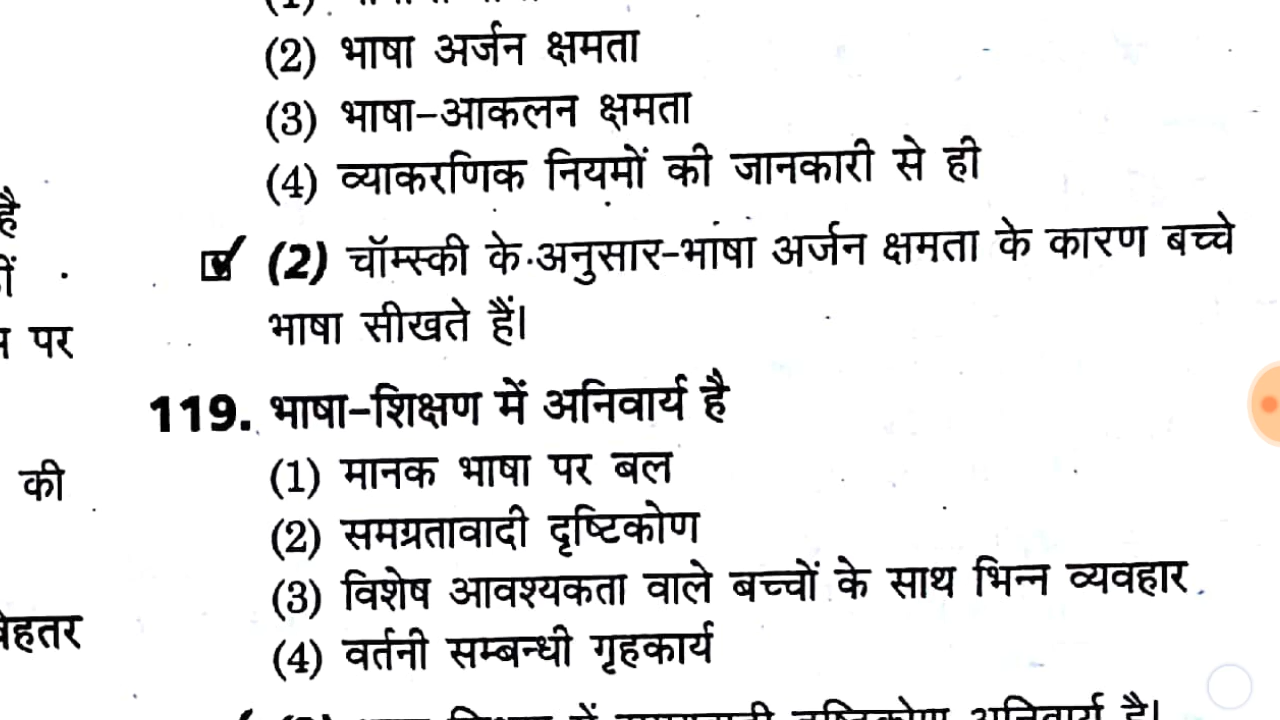 (2) भाषा अर्जन क्षमता
(3) भाषा-आकलन क्षमता
(4) व्याकरणिक नियमों की जानकारी से ही
है
(2) चॉम्स्की के अनुसार-भाषा अर्जन क्षमता के कारण बच्चे
भाषा सीखते हैं।
पर
119. भाषा-शिक्षण में अनिवार्य है
(1) मानक भाषा पर बल
की
(2) समग्रतावादी दृष्टिकोण
(3) विशेष आवश्यकता वाले बच्चों के साथ भिन्न व्यवहार
बेहतर
(4) वर्तनी सम्बन्धी गृहकार्य